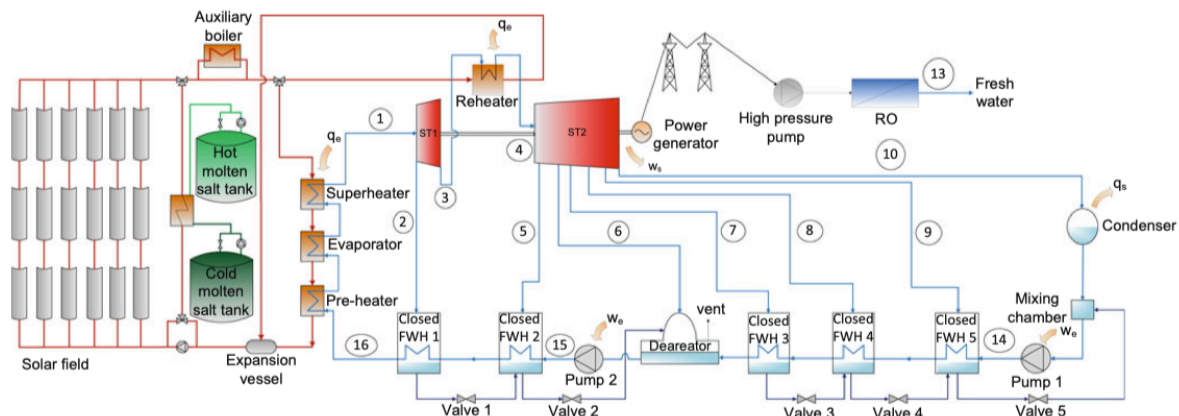 Auxiliary
boiler
qe
Reheater
Hot
molten
salt tank
Cold
molten
salt tank
Solar field
Expansion
vessel
qe
Superheater
Evaporator
Pre-heater
1
2
3
4
5
6
7
8
9
10
13
14
15
16
ST1
ST2
Power
generator
ws
High pressure
pump
RO
Fresh
water
qs
Condenser
Mixing
chamber
we
Pump 1
Closed
FWH 1
Closed
FWH 2
we
Pump 2
vent
Deareator
Closed
FWH 3
Closed
FWH 4
Closed
FWH 5
Valve 1
Valve 2
Valve 3
Valve 4
Valve 5